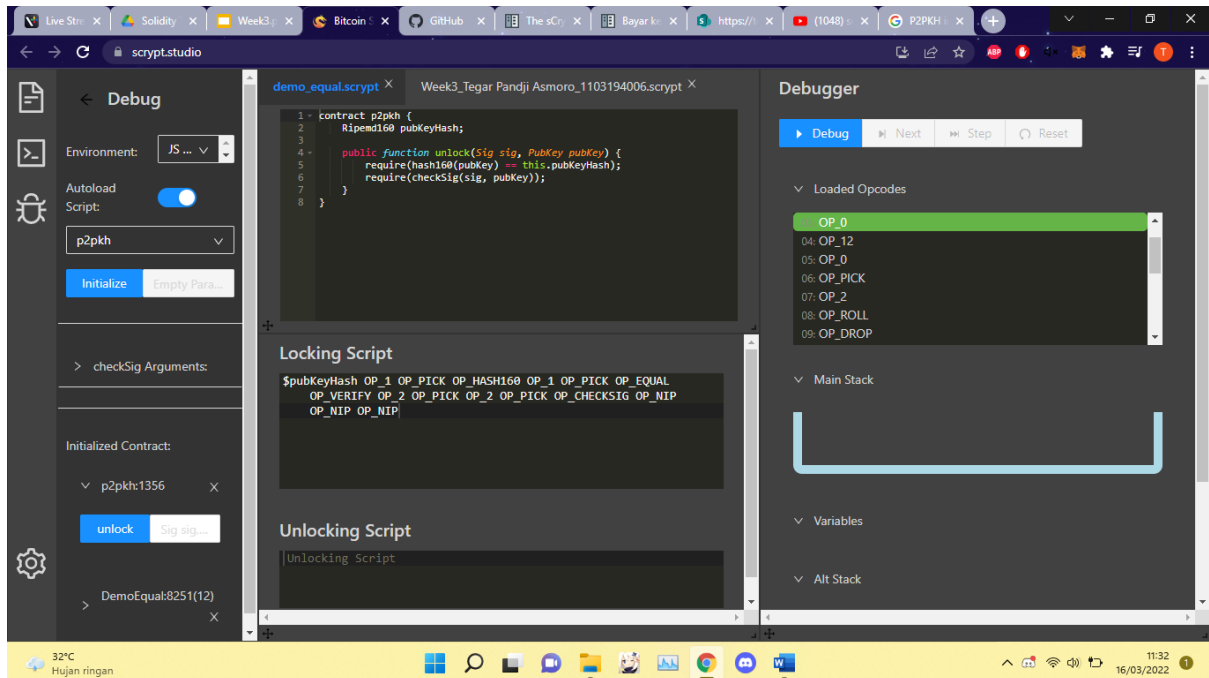 Live Stre
Solidity
Week3.p
Bitcoin S
GitHub
The sCry
Bayar ke
https://t
(1048) s
P2PKH i
scrypt.studio
ABP
T
Debug
Environment:
JS ...
Autoload
Script:
p2pkh
Initialize
Empty Para...
checkSig Arguments:
Initialized Contract:
p2pkh:1356
unlock
Sig sig,...
DemoEqual:8251(12)
demo_equal.scrypt
Week3_Tegar Pandji Asmoro_1103194006.scrypt
1 contract p2pkh {
2 Ripemd160 pubKeyHash;
3
4 public function unlock(Sig sig, PubKey pubKey) {
5 require(hash160(pubKey) == this.pubKeyHash);
6 require(checkSig(sig, pubKey));
7 }
8 }
Locking Script
$pubKeyHash OP_1 OP_PICK OP_HASH160 OP_1 OP_PICK OP_EQUAL
OP_VERIFY OP_2 OP_PICK OP_2 OP_PICK OP_CHECKSIG OP_NIP
OP_NIP OP_NIP
Unlocking Script
Unlocking Script
Debugger
Debug
Next
Step
Reset
Loaded Opcodes
OP_0
04: OP_12
05: OP_0
06: OP_PICK
07: OP_2
08: OP_ROLL
09: OP_DROP
Main Stack
Variables
Alt Stack
32°C
Hujan ringan
11:32
16/03/2022
1